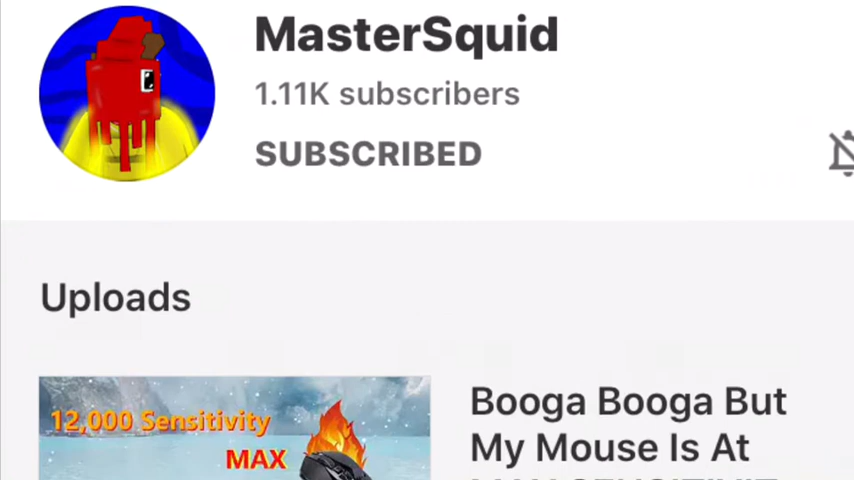 MasterSquid
1.11K subscribers
SUBSCRIBED
Uploads
12,000 Sensitivity
MAX
Booga Booga But
My Mouse Is At